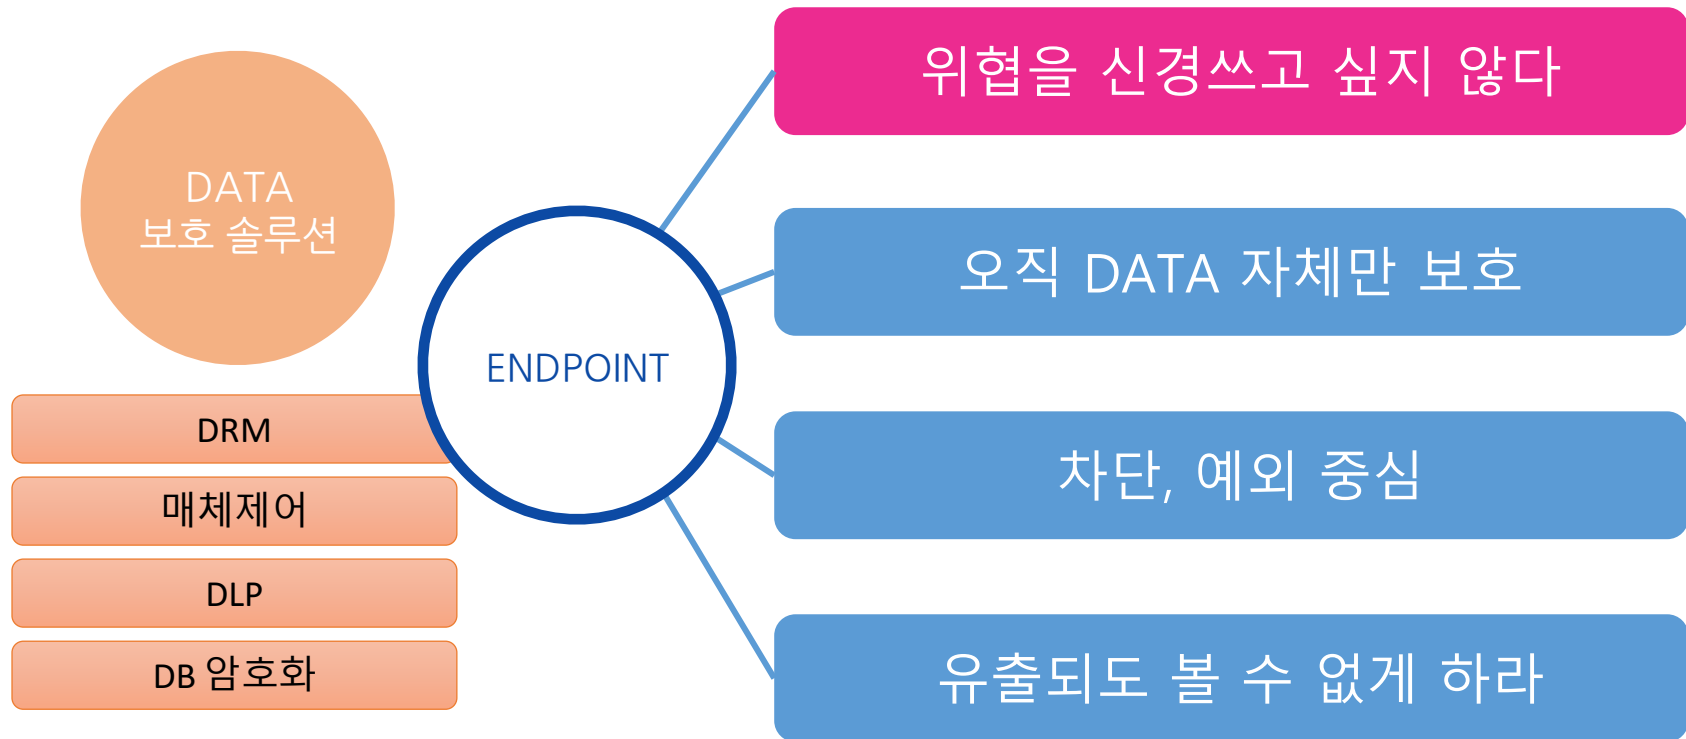 DATA
보호 솔루션
DRM
매체제어
DLP
DB 암호화
ENDPOINT
위협을 신경쓰고 싶지 않다
오직 DATA 자체만 보호
차단, 예외 중심
유출되도 볼 수 없게 하라